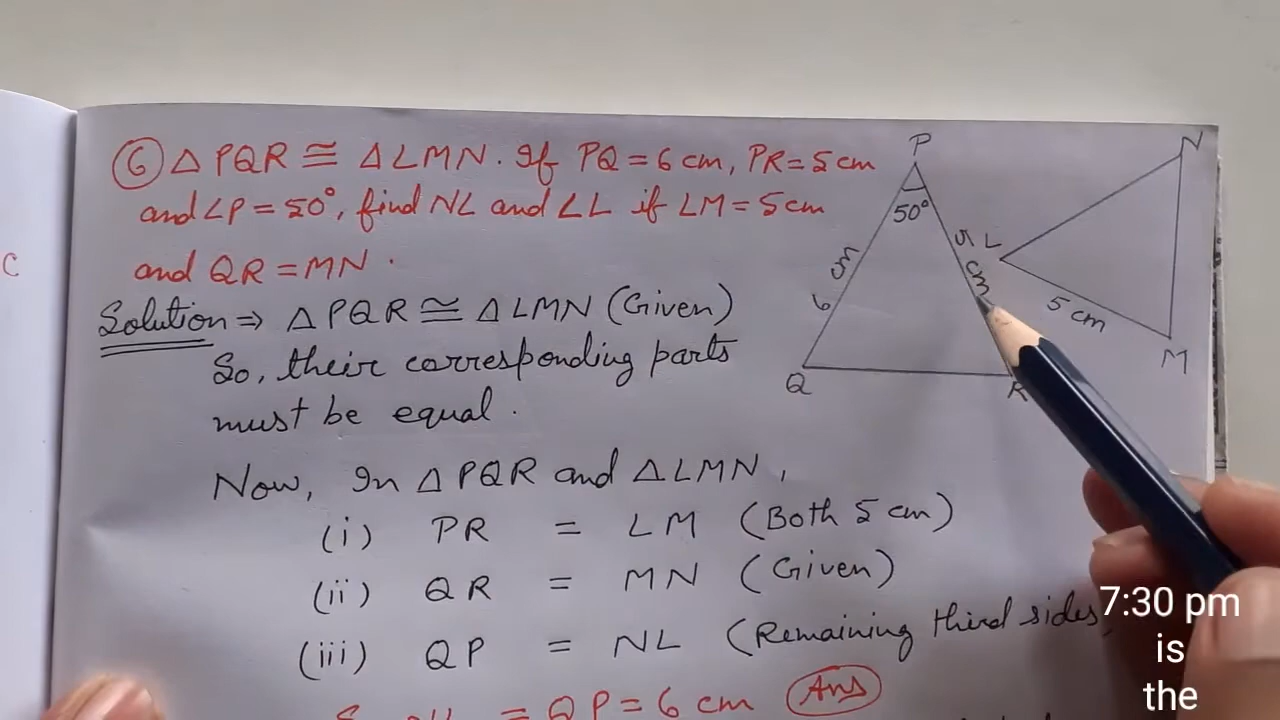 ⑥ △PQR ≅ △LMN. If PQ = 6 cm, PR = 5 cm
and ∠P = 50°, find NL and ∠L if LM = 5 cm
and QR = MN.
C
Solution ⇒ △PQR ≅ △LMN (Given)
So, their corresponding parts
must be equal.
Now, In △PQR and △LMN,
(i) PR = LM (Both 5 cm)
(ii) QR = MN (Given)
(iii) QP = NL (Remaining third sides
= QP = 6 cm (Ans)
P
50°
6 cm
5 cm
Q
R
N
L
5 cm
M
7:30 pm
is
the